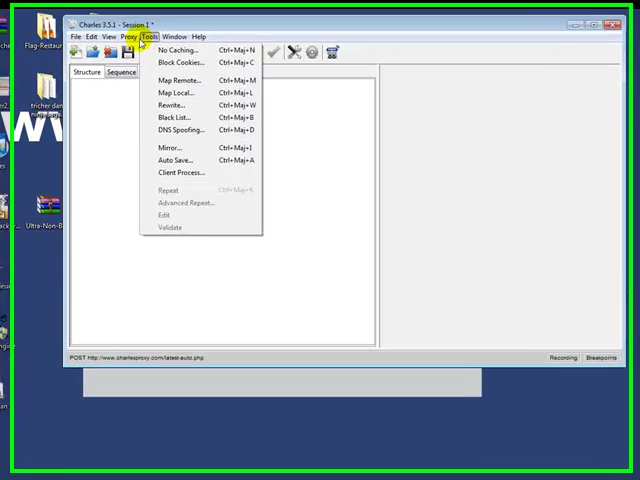 Charles 3.5.1 - Session 1 *
File Edit View Proxy Tools Window Help
Structure Sequence
No Caching... Ctrl+Maj+N
Block Cookies... Ctrl+Maj+C
Map Remote... Ctrl+Maj+M
Map Local... Ctrl+Maj+L
Rewrite... Ctrl+Maj+W
Black List... Ctrl+Maj+B
DNS Spoofing... Ctrl+Maj+D
Mirror... Ctrl+Maj+I
Auto Save... Ctrl+Maj+A
Client Process...
Repeat Ctrl+Maj+R
Advanced Repeat...
Edit
Validate
POST http://www.charlesproxy.com/latest-auto.php
Recording Breakpoints
Flag-Restaur
tricher dan
Ultra-Non-B